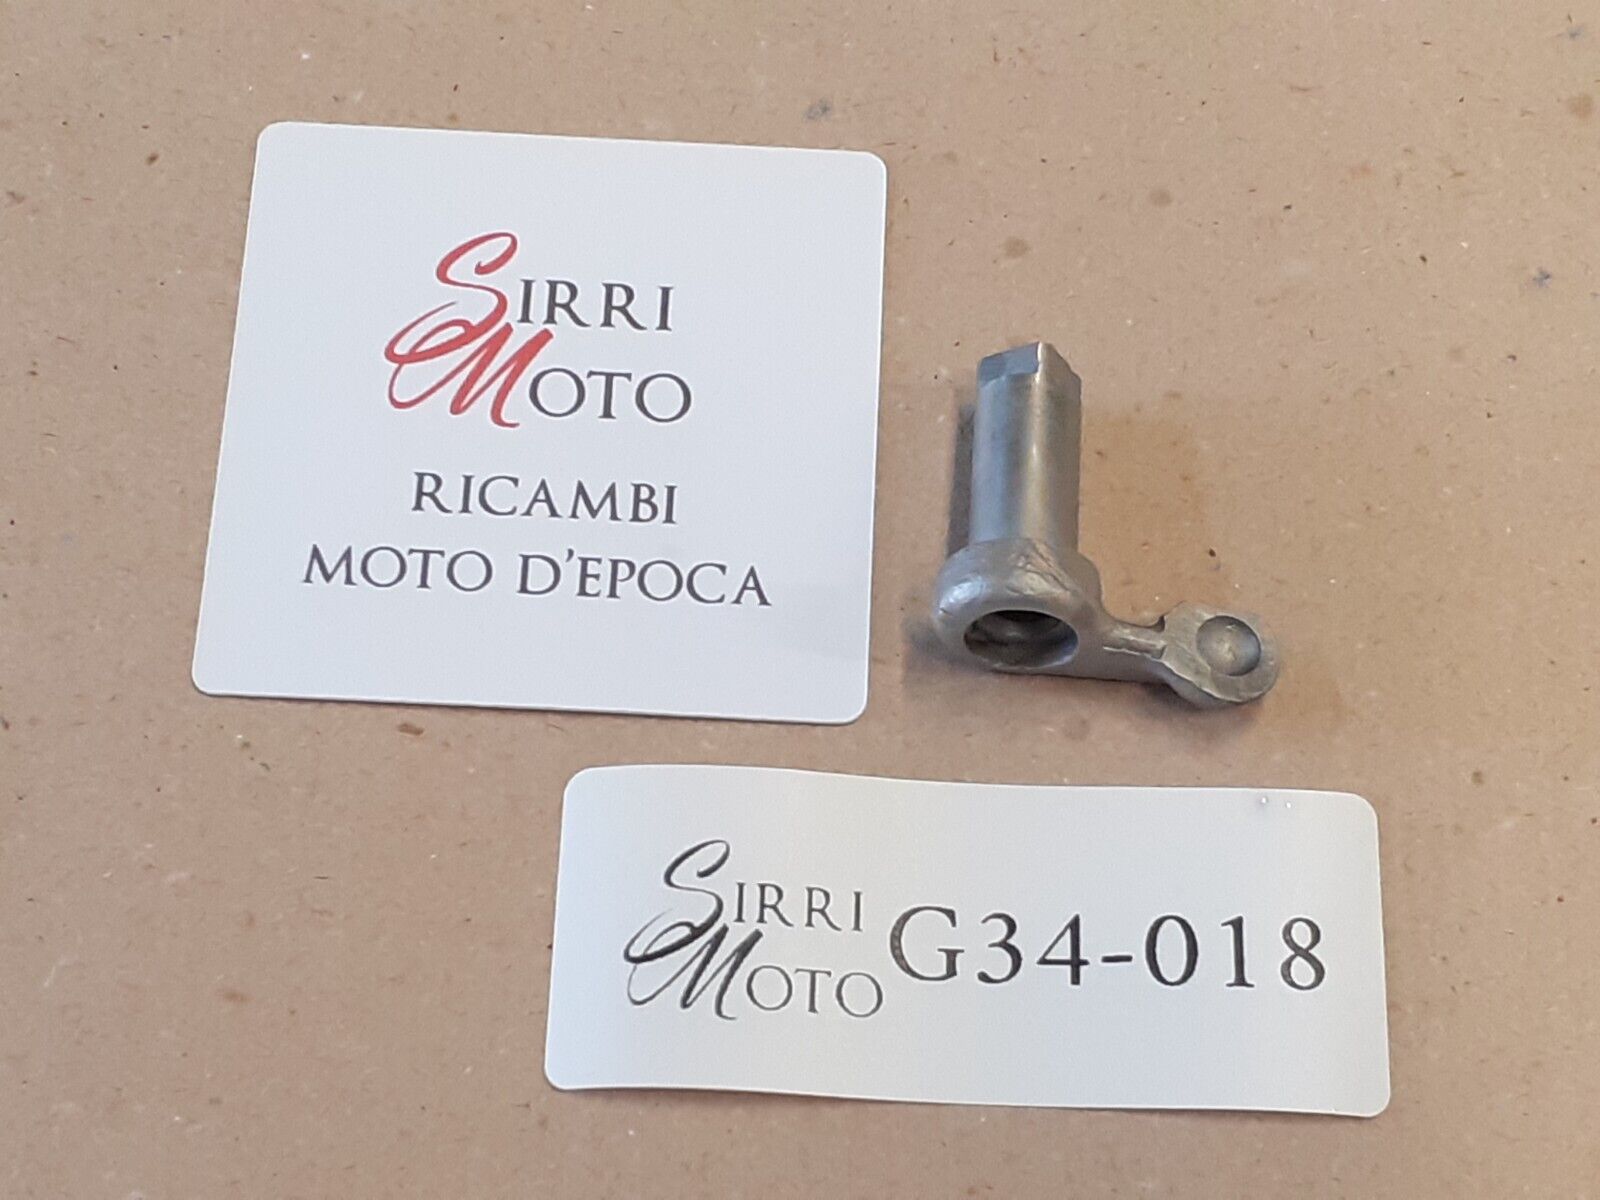 SIRRI
MOTO
RICAMBI
MOTO D'EPOCA
SIRRI
MOTO
G34-018